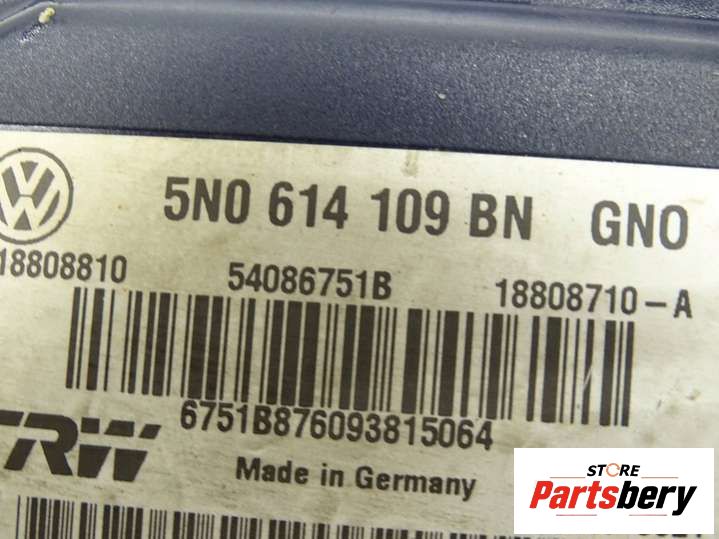 5N0 614 109 BN GNO
18808810 54086751B 18808710-A
6751B876093815064
TRW
Made in Germany
STORE
Partsbery